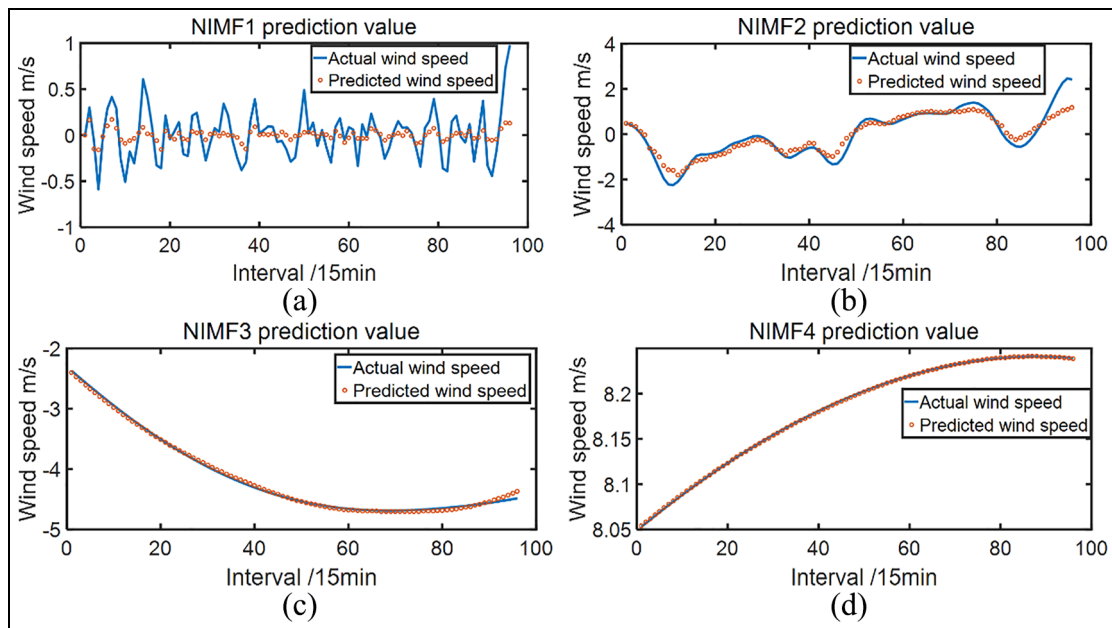 NIMF1 prediction value
1
0.5
0
-0.5
-1
Wind speed m/s
Actual wind speed
Predicted wind speed
0 20 40 60 80 100
Interval /15min
(a)
NIMF2 prediction value
4
2
0
-2
-4
Wind speed m/s
Actual wind speed
Predicted wind speed
0 20 40 60 80 100
Interval /15min
(b)
NIMF3 prediction value
-2
-3
-4
-5
Wind speed m/s
Actual wind speed
Predicted wind speed
0 20 40 60 80 100
Interval /15min
(c)
NIMF4 prediction value
8.2
8.15
8.1
8.05
Wind speed m/s
Actual wind speed
Predicted wind speed
0 20 40 60 80 100
Interval /15min
(d)